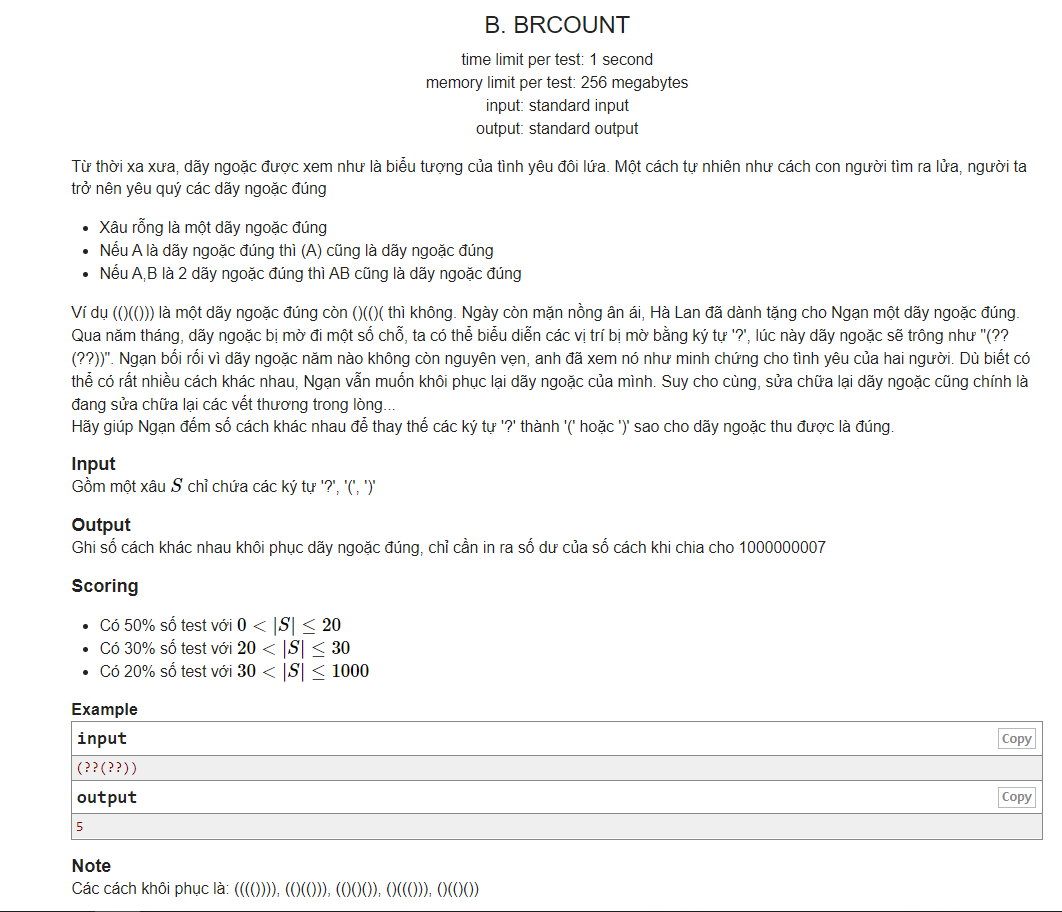 B. BRCOUNT
time limit per test: 1 second
memory limit per test: 256 megabytes
input: standard input
output: standard output
Từ thời xa xưa, dãy ngoặc được xem như là biểu tượng của tình yêu đôi lứa. Một cách tự nhiên như cách con người tìm ra lửa, người ta
trở nên yêu quý các dãy ngoặc đúng
• Xâu rỗng là một dãy ngoặc đúng
• Nếu A là dãy ngoặc đúng thì (A) cũng là dãy ngoặc đúng
• Nếu A,B là 2 dãy ngoặc đúng thì AB cũng là dãy ngoặc đúng
Ví dụ (()(())) là một dãy ngoặc đúng còn ()(()( thì không. Ngày còn mặn nồng ân ái, Hà Lan đã dành tặng cho Ngạn một dãy ngoặc đúng.
Qua năm tháng, dãy ngoặc bị mờ đi một số chỗ, ta có thể biểu diễn các vị trí bị mờ bằng ký tự '?', lúc này dãy ngoặc sẽ trông như "(??
(??))". Ngạn bối rối vì dãy ngoặc năm nào không còn nguyên vẹn, anh đã xem nó như minh chứng cho tình yêu của hai người. Dù biết có
thể có rất nhiều cách khác nhau, Ngạn vẫn muốn khôi phục lại dãy ngoặc của mình. Suy cho cùng, sửa chữa lại dãy ngoặc cũng chính là
đang sửa chữa lại các vết thương trong lòng...
Hãy giúp Ngạn đếm số cách khác nhau để thay thế các ký tự '?' thành '(' hoặc ')' sao cho dãy ngoặc thu được là đúng.
Input
Gồm một xâu S chỉ chứa các ký tự '?', '(', ')'
Output
Ghi số cách khác nhau khôi phục dãy ngoặc đúng, chỉ cần in ra số dư của số cách khi chia cho 1000000007
Scoring
• Có 50% số test với 0 < |S| ≤ 20
• Có 30% số test với 20 < |S| ≤ 30
• Có 20% số test với 30 < |S| ≤ 1000
Example
input Copy
(??(??))
output Copy
5
Note
Các cách khôi phục là: (((()))), (()(())), (()()()), ()((())), ()(()())